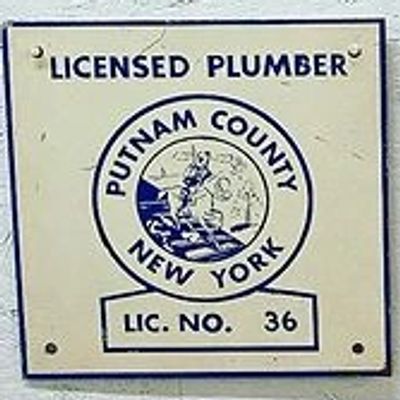 LICENSED PLUMBER
PUTNAM COUNTY
NEW YORK
LIC. NO. 36